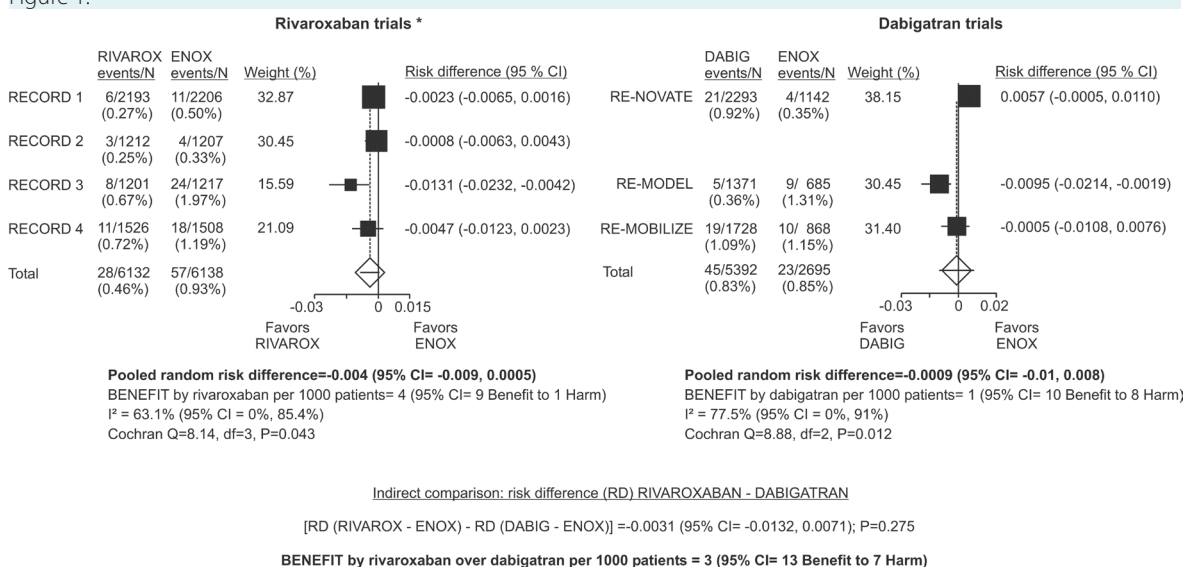 Figure 1.
Rivaroxaban trials *
RIVAROX ENOX
events/N events/N Weight (%) Risk difference (95 % CI)
RECORD 1 6/2193 11/2206 32.87 -0.0023 (-0.0065, 0.0016)
(0.27%) (0.50%)
RECORD 2 3/1212 4/1207 30.45 -0.0008 (-0.0063, 0.0043)
(0.25%) (0.33%)
RECORD 3 8/1201 24/1217 15.59 -0.0131 (-0.0232, -0.0042)
(0.67%) (1.97%)
RECORD 4 11/1526 18/1508 21.09 -0.0047 (-0.0123, 0.0023)
(0.72%) (1.19%)
Total 28/6132 57/6138
(0.46%) (0.93%)
-0.03 0 0.015
Favors Favors
RIVAROX ENOX
Pooled random risk difference=-0.004 (95% CI= -0.009, 0.0005)
BENEFIT by rivaroxaban per 1000 patients= 4 (95% CI= 9 Benefit to 1 Harm)
I² = 63.1% (95% CI = 0%, 85.4%)
Cochran Q=8.14, df=3, P=0.043
Dabigatran trials
DABIG ENOX
events/N events/N Weight (%) Risk difference (95 % CI)
RE-NOVATE 21/2293 4/1142 38.15 0.0057 (-0.0005, 0.0110)
(0.92%) (0.35%)
RE-MODEL 5/1371 9/ 685 30.45 -0.0095 (-0.0214, -0.0019)
(0.36%) (1.31%)
RE-MOBILIZE 19/1728 10/ 868 31.40 -0.0005 (-0.0108, 0.0076)
(1.09%) (1.15%)
Total 45/5392 23/2695
(0.83%) (0.85%)
-0.03 0 0.02
Favors Favors
DABIG ENOX
Pooled random risk difference=-0.0009 (95% CI= -0.01, 0.008)
BENEFIT by dabigatran per 1000 patients= 1 (95% CI= 10 Benefit to 8 Harm)
I² = 77.5% (95% CI = 0%, 91%)
Cochran Q=8.88, df=2, P=0.012
Indirect comparison: risk difference (RD) RIVAROXABAN - DABIGATRAN
[RD (RIVAROX - ENOX) - RD (DABIG - ENOX)] =-0.0031 (95% CI= -0.0132, 0.0071); P=0.275
BENEFIT by rivaroxaban over dabigatran per 1000 patients = 3 (95% CI= 13 Benefit to 7 Harm)